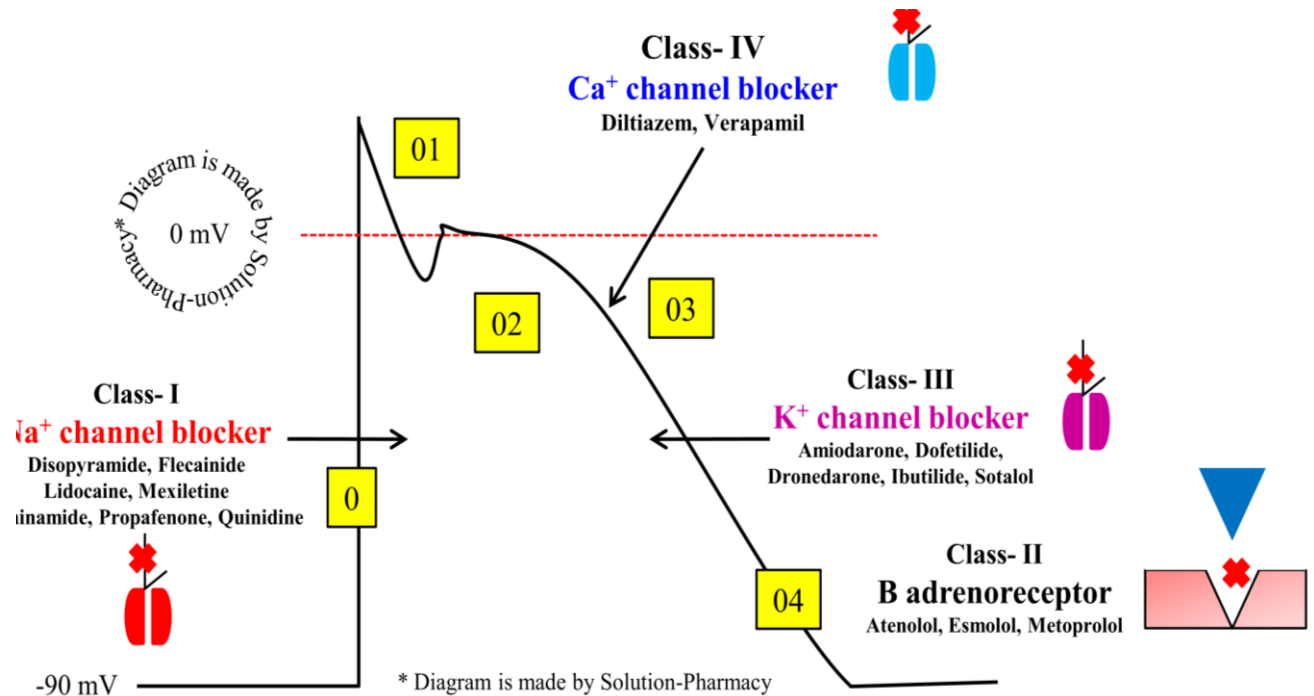 Class- IV
Ca+ channel blocker
Diltiazem, Verapamil
01
* Diagram is made by Solution-Pharmacy
0 mV
02
03
Class- I
channel blocker
Disopyramide, Flecainide
Lidocaine, Mexiletine
Propafenone, Quinidine
0
Class- III
K+ channel blocker
Amiodarone, Dofetilide,
Dronedarone, Ibutilide, Sotalol
Class- II
B adrenoreceptor
Atenolol, Esmolol, Metoprolol
04
-90 mV
* Diagram is made by Solution-Pharmacy